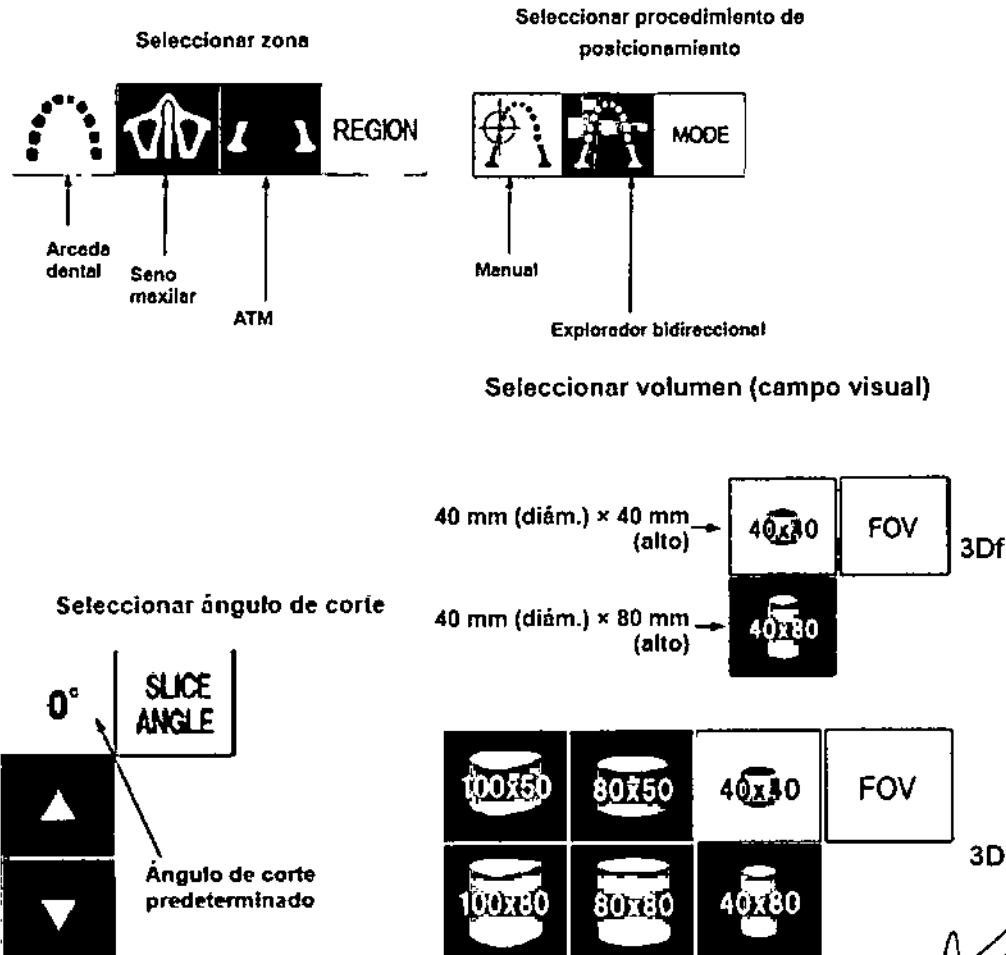 Seleccionar zona
REGION
Arcada
dental
Seno
maxilar
ATM
Seleccionar procedimiento de
posicionamiento
MODE
Manual
Explorador bidireccional
Seleccionar volumen (campo visual)
40 mm (diám.) × 40 mm
(alto)
40x40
FOV
3Df
40 mm (diám.) × 80 mm
(alto)
40x80
Seleccionar ángulo de corte
0°
SLICE
ANGLE
Ángulo de corte
predeterminado
100x50
80x50
40x40
FOV
3D
100x80
80x80
40x80